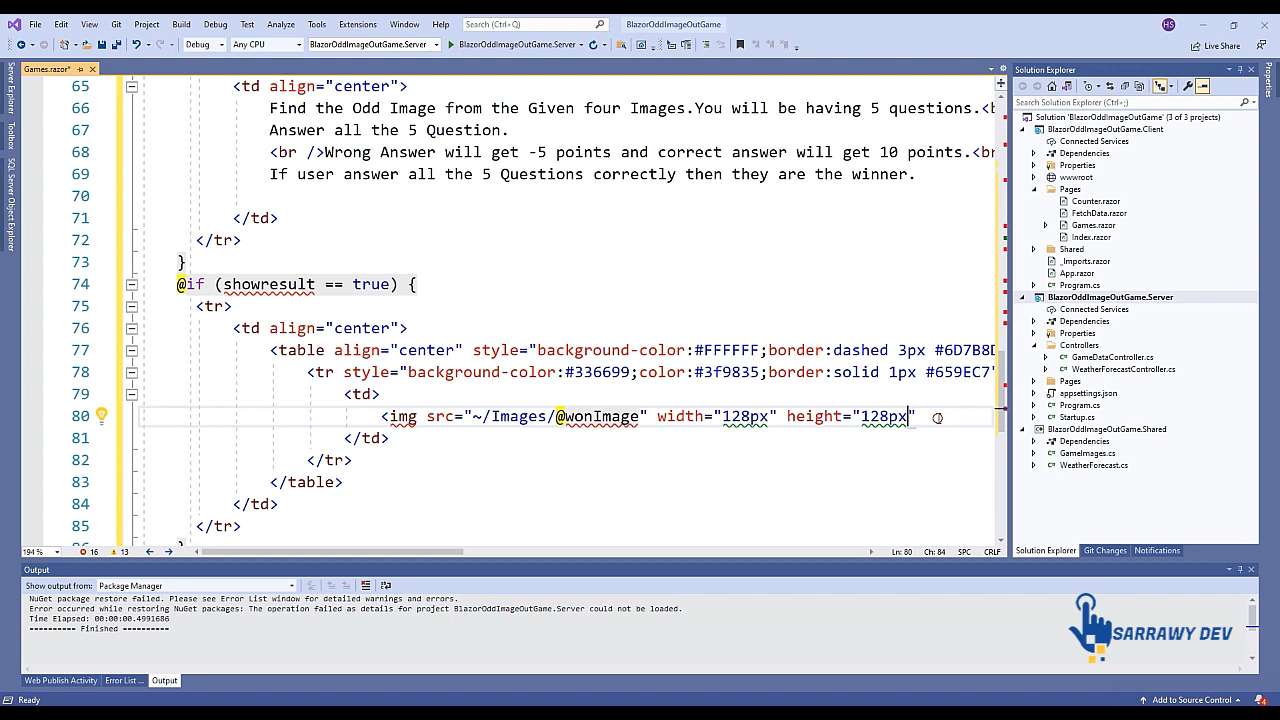 File Edit View Git Project Build Debug Test Analyze Tools Extensions Window Help Search (Ctrl+Q) BlazorOddImageOutGame HS
Debug Any CPU BlazorOddImageOutGame.Server BlazorOddImageOutGame.Server Live Share
Server Explorer
Toolbox
SQL Server Object Explorer
Games.razor*
65 <td align="center">
66 Find the Odd Image from the Given four Images.You will be having 5 questions.<b
67 Answer all the 5 Question.
68 <br />Wrong Answer will get -5 points and correct answer will get 10 points.<br
69 If user answer all the 5 Questions correctly then they are the winner.
70
71 </td>
72 </tr>
73 }
74 @if (showresult == true) {
75 <tr>
76 <td align="center">
77 <table align="center" style="background-color:#FFFFFF;border:dashed 3px #6D7B8D
78 <tr style="background-color:#336699;color:#3f9835;border:solid 1px #659EC7"
79 <td>
80 <img src="~/Images/@wonImage" width="128px" height="128px"
81 </td>
82 </tr>
83 </table>
84 </td>
85 </tr>
86 }
194 % 16 13 Ln: 80 Ch: 84 SPC CRLF
Solution Explorer
Search Solution Explorer (Ctrl+;)
Solution 'BlazorOddImageOutGame' (3 of 3 projects)
BlazorOddImageOutGame.Client
Connected Services
Dependencies
Properties
wwwroot
Pages
Counter.razor
FetchData.razor
Games.razor
Index.razor
Shared
_Imports.razor
App.razor
Program.cs
BlazorOddImageOutGame.Server
Connected Services
Dependencies
Properties
Controllers
GameDataController.cs
WeatherForecastController.cs
Pages
appsettings.json
Program.cs
Startup.cs
BlazorOddImageOutGame.Shared
Dependencies
GameImages.cs
WeatherForecast.cs
Solution Explorer Git Changes Notifications
Properties
Output
Show output from: Package Manager
NuGet package restore failed. Please see Error List window for detailed warnings and errors.
Error occurred while restoring NuGet packages: The operation failed as details for project BlazorOddImageOutGame.Server could not be loaded.
Time Elapsed: 00:00:00.4991686
========== Finished ==========
SARRAWY DEV
Web Publish Activity Error List ... Output
Ready Add to Source Control 4